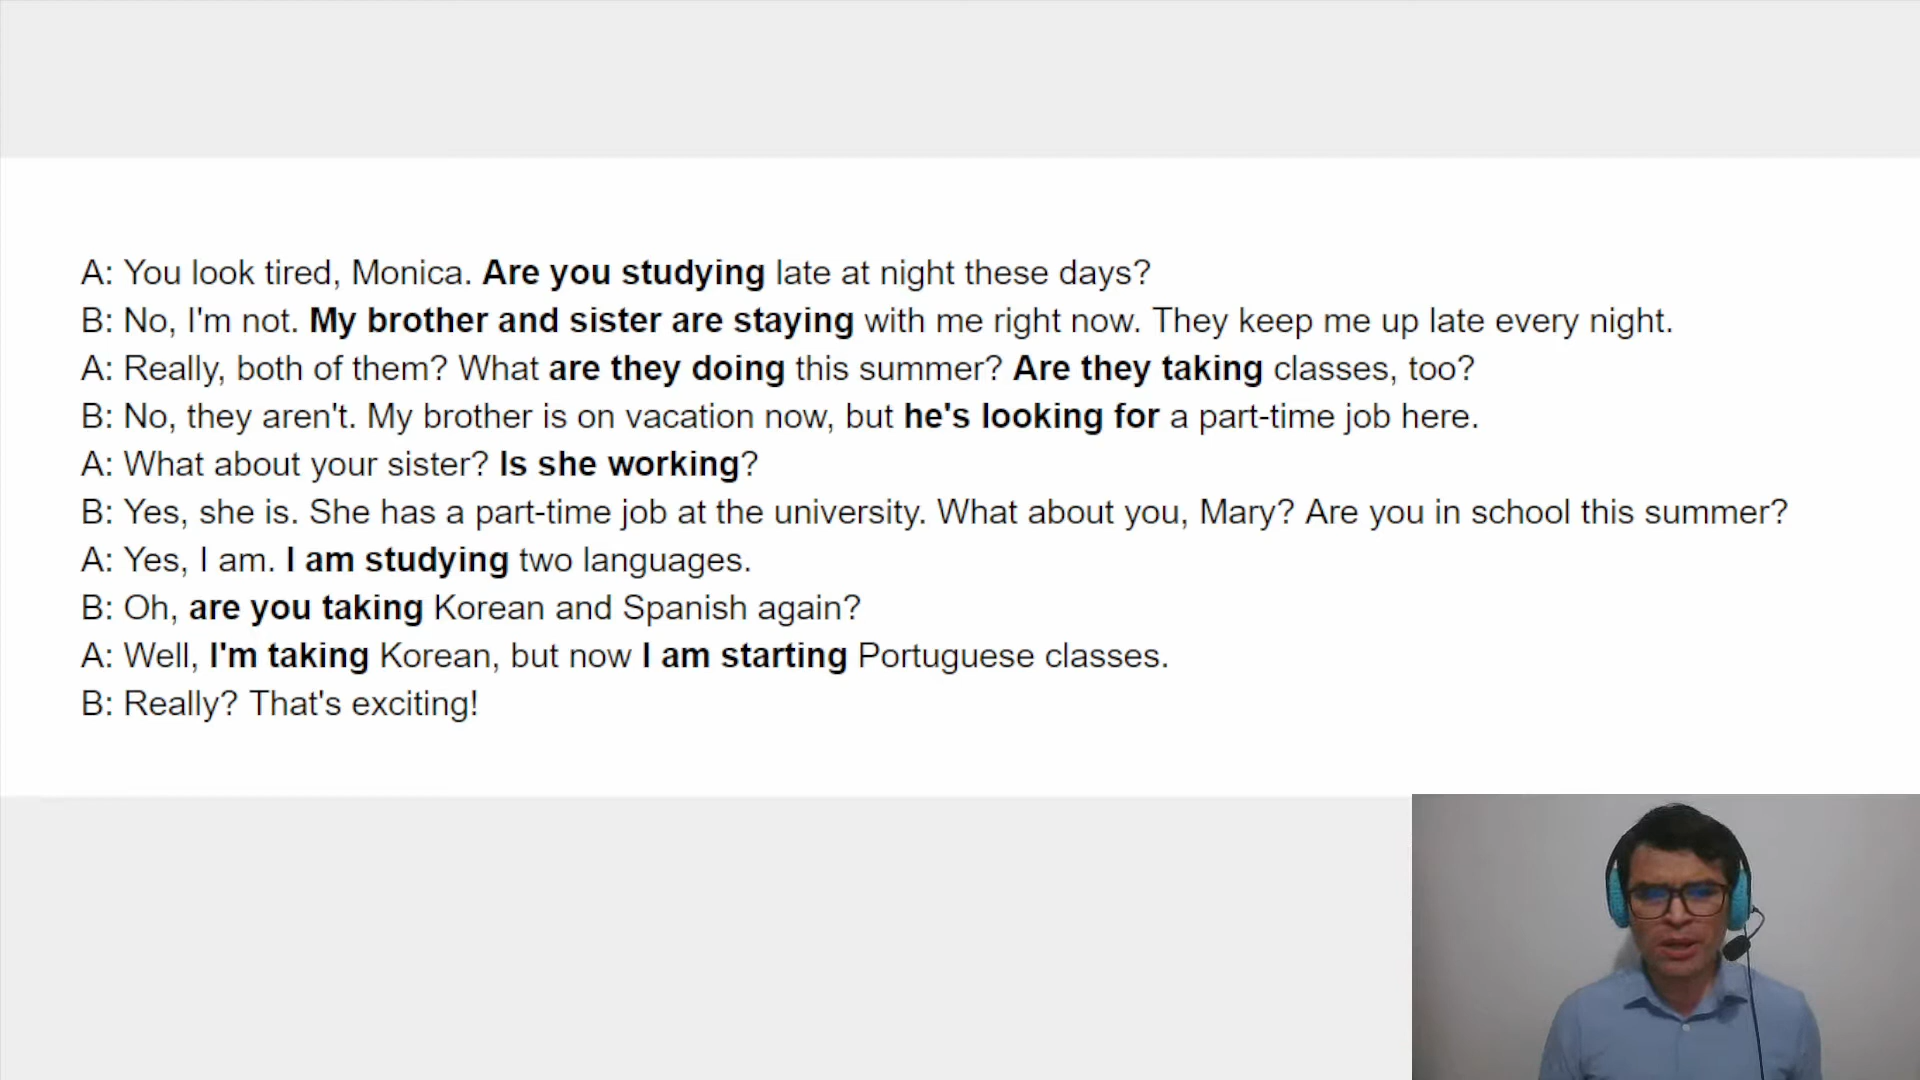 A: You look tired, Monica. Are you studying late at night these days?
B: No, I'm not. My brother and sister are staying with me right now. They keep me up late every night.
A: Really, both of them? What are they doing this summer? Are they taking classes, too?
B: No, they aren't. My brother is on vacation now, but he's looking for a part-time job here.
A: What about your sister? Is she working?
B: Yes, she is. She has a part-time job at the university. What about you, Mary? Are you in school this summer?
A: Yes, I am. I am studying two languages.
B: Oh, are you taking Korean and Spanish again?
A: Well, I'm taking Korean, but now I am starting Portuguese classes.
B: Really? That's exciting!